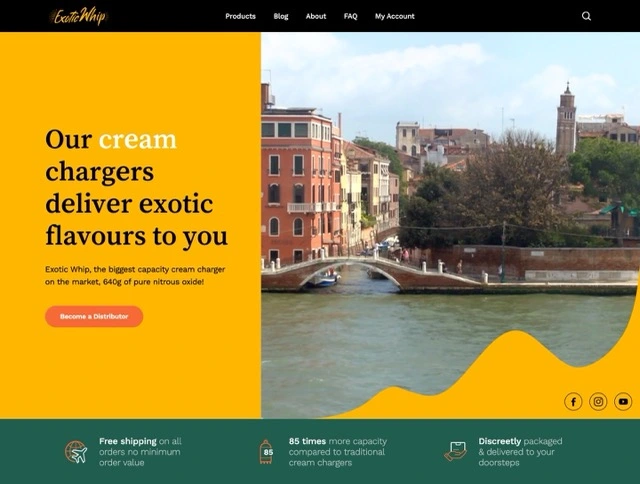 Exotic Whip
Products Blog About FAQ My Account
Our cream
chargers
deliver exotic
flavours to you
Exotic Whip, the biggest capacity cream charger
on the market, 640g of pure nitrous oxide!
Become a Distributor
Free shipping on all
orders no minimum
order value
85
85 times more capacity
compared to traditional
cream chargers
Discreetly packaged
& delivered to your
doorsteps